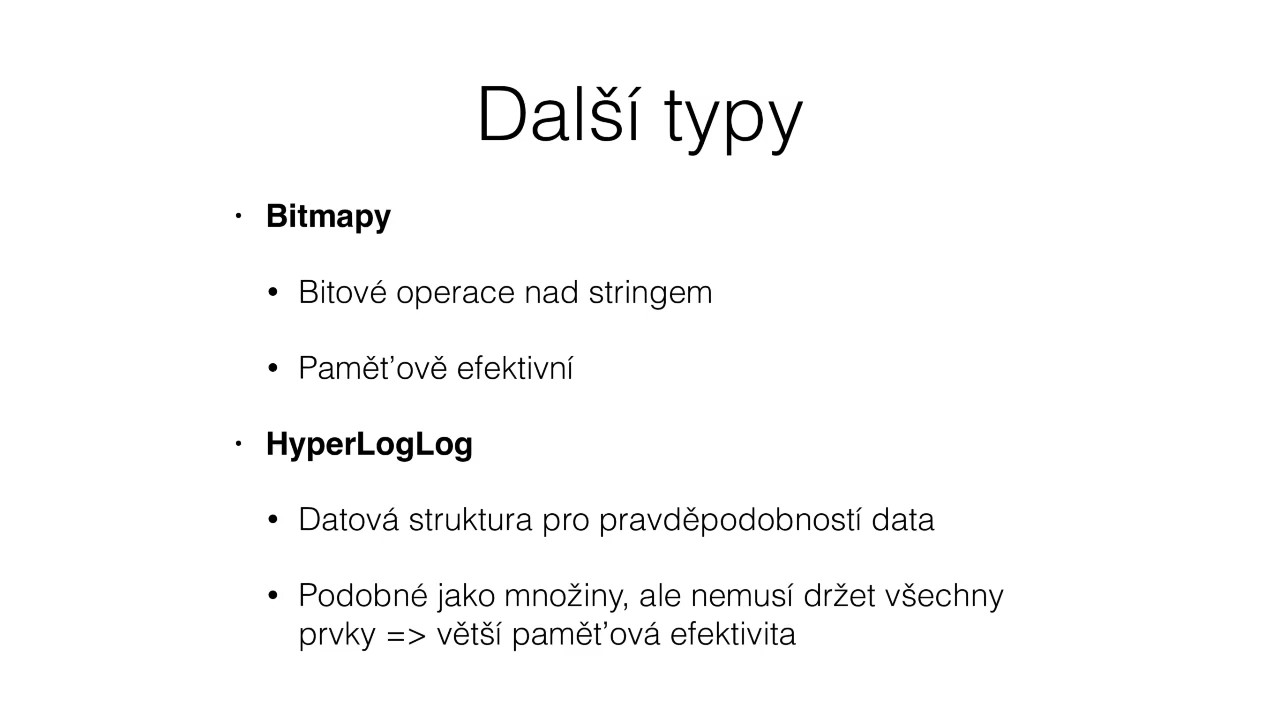 Další typy
• Bitmapy
• Bitové operace nad stringem
• Paměťově efektivní
• HyperLogLog
• Datová struktura pro pravděpodobností data
• Podobné jako množiny, ale nemusí držet všechny
prvky => větší paměťová efektivita